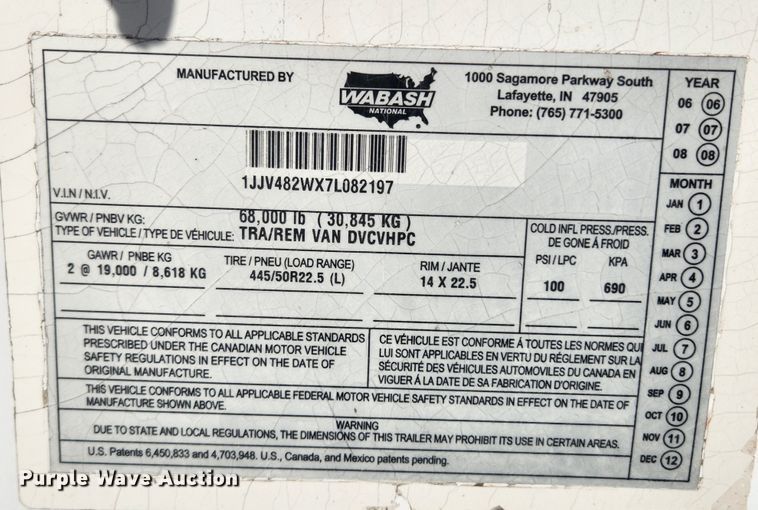 MANUFACTURED BY
WABASH
NATIONAL
1000 Sagamore Parkway South
Lafayette, IN 47905
Phone: (765) 771-5300
YEAR
06 06
07 07
08 08
1JJV482WX7L082197
V.I.N / N.I.V.
GVWR / PNBV KG: 68,000 lb ( 30,845 KG )
TYPE OF VEHICLE / TYPE DE VÉHICULE: TRA/REM VAN DVCVHPC
GAWR / PNBE KG
2 @ 19,000 / 8,618 KG
TIRE / PNEU (LOAD RANGE)
445/50R22.5 (L)
RIM / JANTE
14 X 22.5
COLD INFL PRESS./PRESS.
DE GONE Á FROID
PSI / LPC KPA
100 690
MONTH
JAN 1
FEB 2
MAR 3
APR 4
MAY 5
JUN 6
JUL 7
AUG 8
SEP 9
OCT 10
NOV 11
DEC 12
THIS VEHICLE CONFORMS TO ALL APPLICABLE STANDARDS
PRESCRIBED UNDER THE CANADIAN MOTOR VEHICLE
SAFETY REGULATIONS IN EFFECT ON THE DATE OF
ORIGINAL MANUFACTURE.
CE VÉHICULE EST CONFORME Á TOUTES LES NORMES QUI
LUI SONT APPLICABLES EN VERTU DU RÉGLEMENT SUR LA
SÉCURITÉ DES VÉHICULES AUTOMOVILES DU CANADA EN
VIGUER Á LA DATE DE SA FABRICATION D'ORIGINE.
THIS VEHICLE CONFORMS TO ALL APPLICABLE FEDERAL MOTOR VEHICLE SAFETY STANDARDS IN EFFECT ON THE DATE OF
MANUFACTURE SHOWN ABOVE.
WARNING
DUE TO STATE AND LOCAL REGULATIONS, THE DIMENSIONS OF THIS TRAILER MAY PROHIBIT ITS USE IN CERTAIN AREAS.
U.S. Patents 6,450,833 and 4,703,948. U.S., Canada, and Mexico patents pending.
Purple Wave Auction